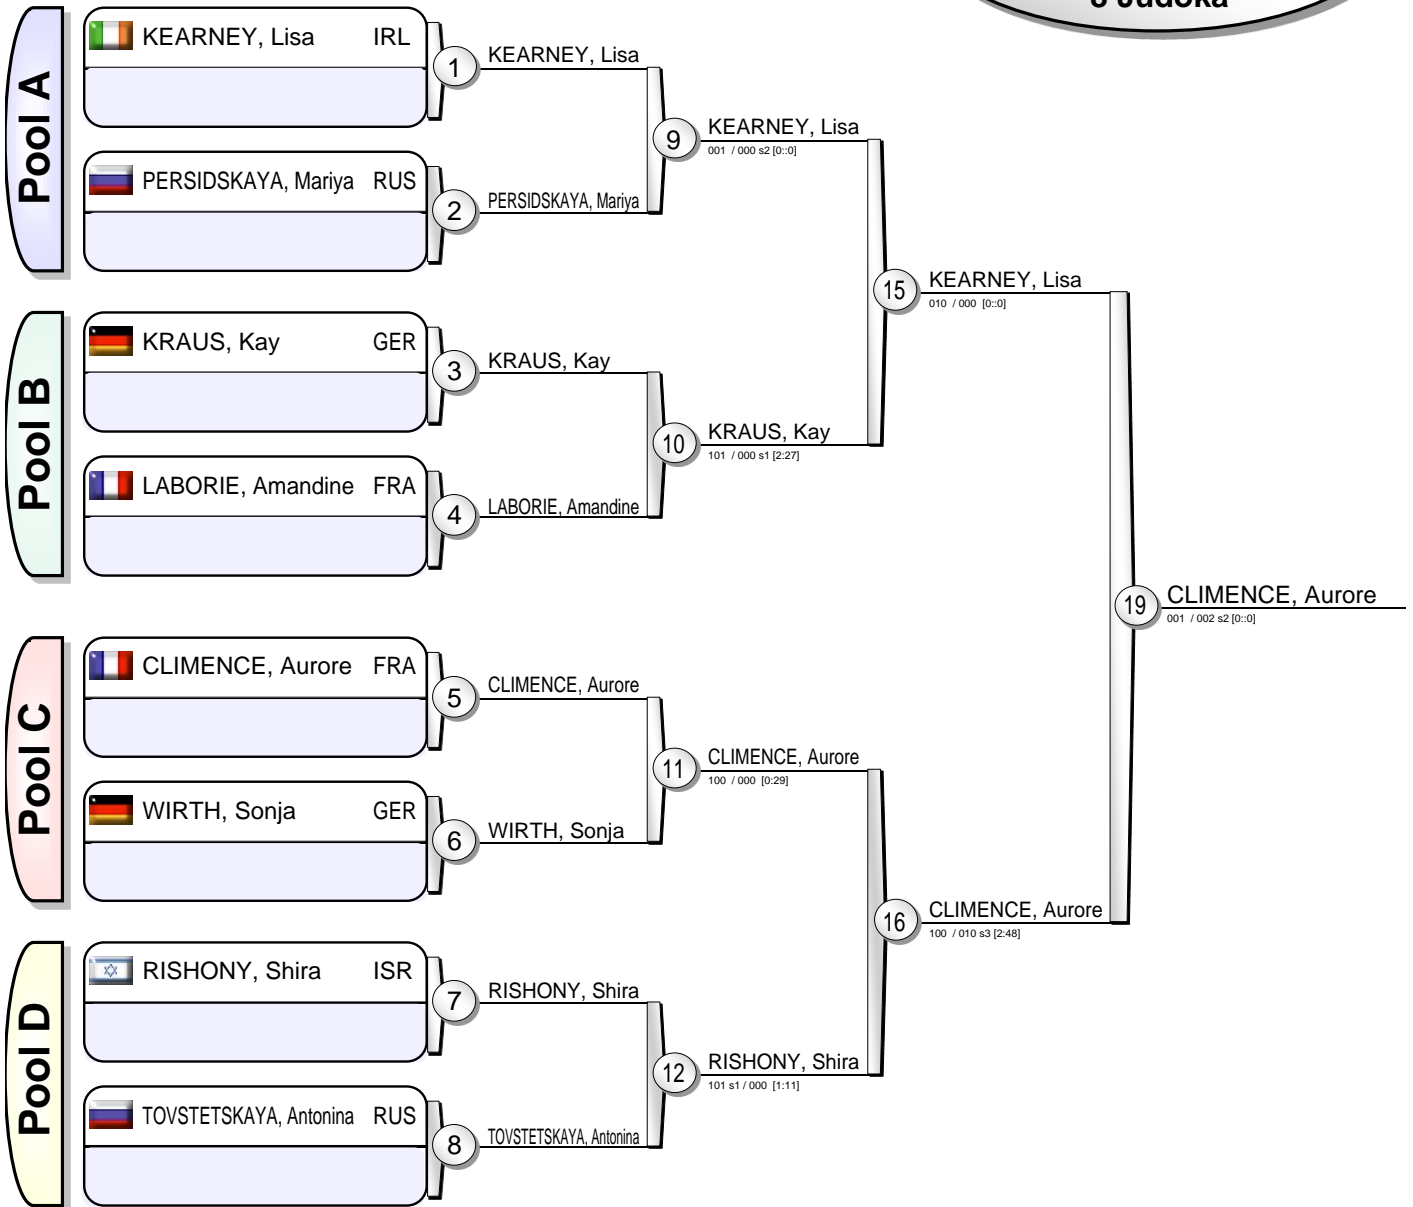 8 Judoka
Pool A
KEARNEY, Lisa IRL
1
KEARNEY, Lisa
PERSIDSKAYA, Mariya RUS
2
PERSIDSKAYA, Mariya
9
KEARNEY, Lisa
001 / 000 s2 [0::0]
Pool B
KRAUS, Kay GER
3
KRAUS, Kay
LABORIE, Amandine FRA
4
LABORIE, Amandine
10
KRAUS, Kay
101 / 000 s1 [2:27]
15
KEARNEY, Lisa
010 / 000 [0::0]
Pool C
CLIMENCE, Aurore FRA
5
CLIMENCE, Aurore
WIRTH, Sonja GER
6
WIRTH, Sonja
11
CLIMENCE, Aurore
100 / 000 [0:29]
Pool D
RISHONY, Shira ISR
7
RISHONY, Shira
TOVSTETSKAYA, Antonina RUS
8
TOVSTETSKAYA, Antonina
12
RISHONY, Shira
101 s1 / 000 [1:11]
16
CLIMENCE, Aurore
100 / 010 s3 [2:48]
19
CLIMENCE, Aurore
001 / 002 s2 [0::0]